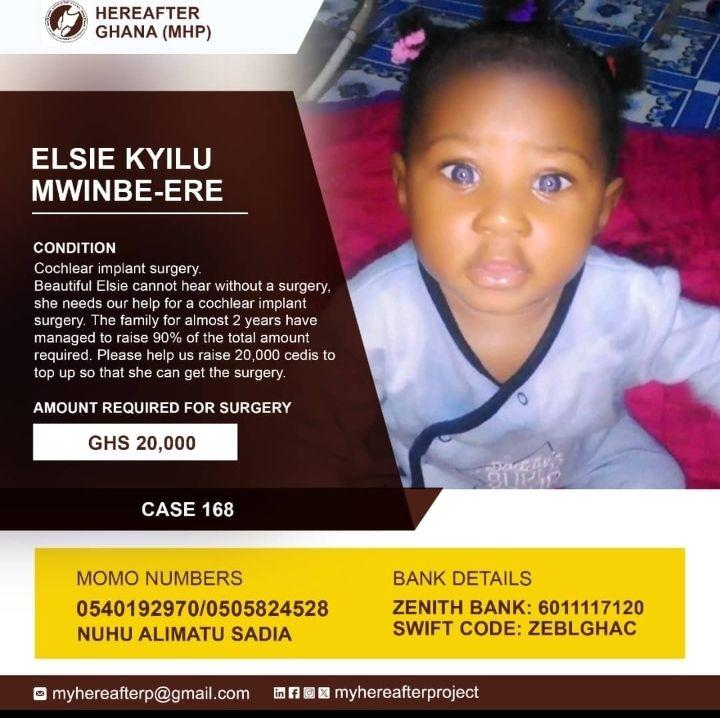 HEREAFTER
GHANA (MHP)
ELSIE KYILU
MWINBE-ERE
CONDITION
Cochlear implant surgery.
Beautiful Elsie cannot hear without a surgery,
she needs our help for a cochlear implant
surgery. The family for almost 2 years have
managed to raise 90% of the total amount
required. Please help us raise 20,000 cedis to
top up so that she can get the surgery.
AMOUNT REQUIRED FOR SURGERY
GHS 20,000
CASE 168
MOMO NUMBERS
0540192970/0505824528
NUHU ALIMATU SADIA
BANK DETAILS
ZENITH BANK: 6011117120
SWIFT CODE: ZEBLGHAC
myhereafterp@gmail.com
myhereafterproject